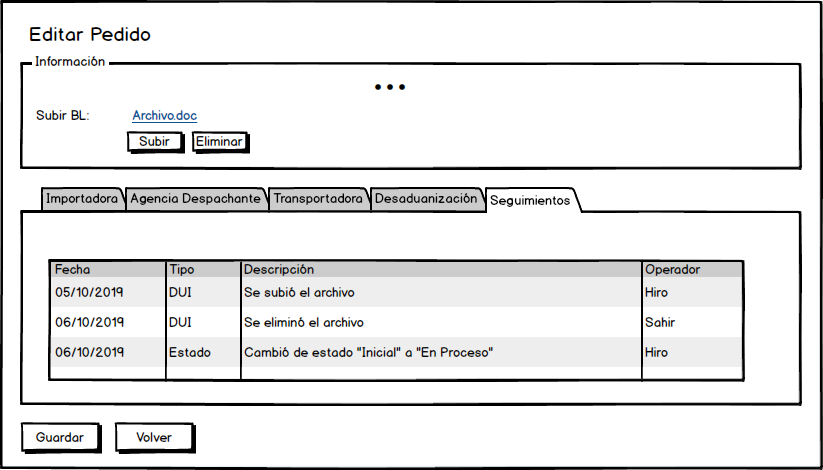 Editar Pedido
Información
...
Subir BL: Archivo.doc
Subir Eliminar
Importadora Agencia Despachante Transportadora Desaduanización Seguimientos
Fecha Tipo Descripción Operador
05/10/2019 DUI Se subió el archivo Hiro
06/10/2019 DUI Se eliminó el archivo Sahir
06/10/2019 Estado Cambió de estado "Inicial" a "En Proceso" Hiro
Guardar Volver